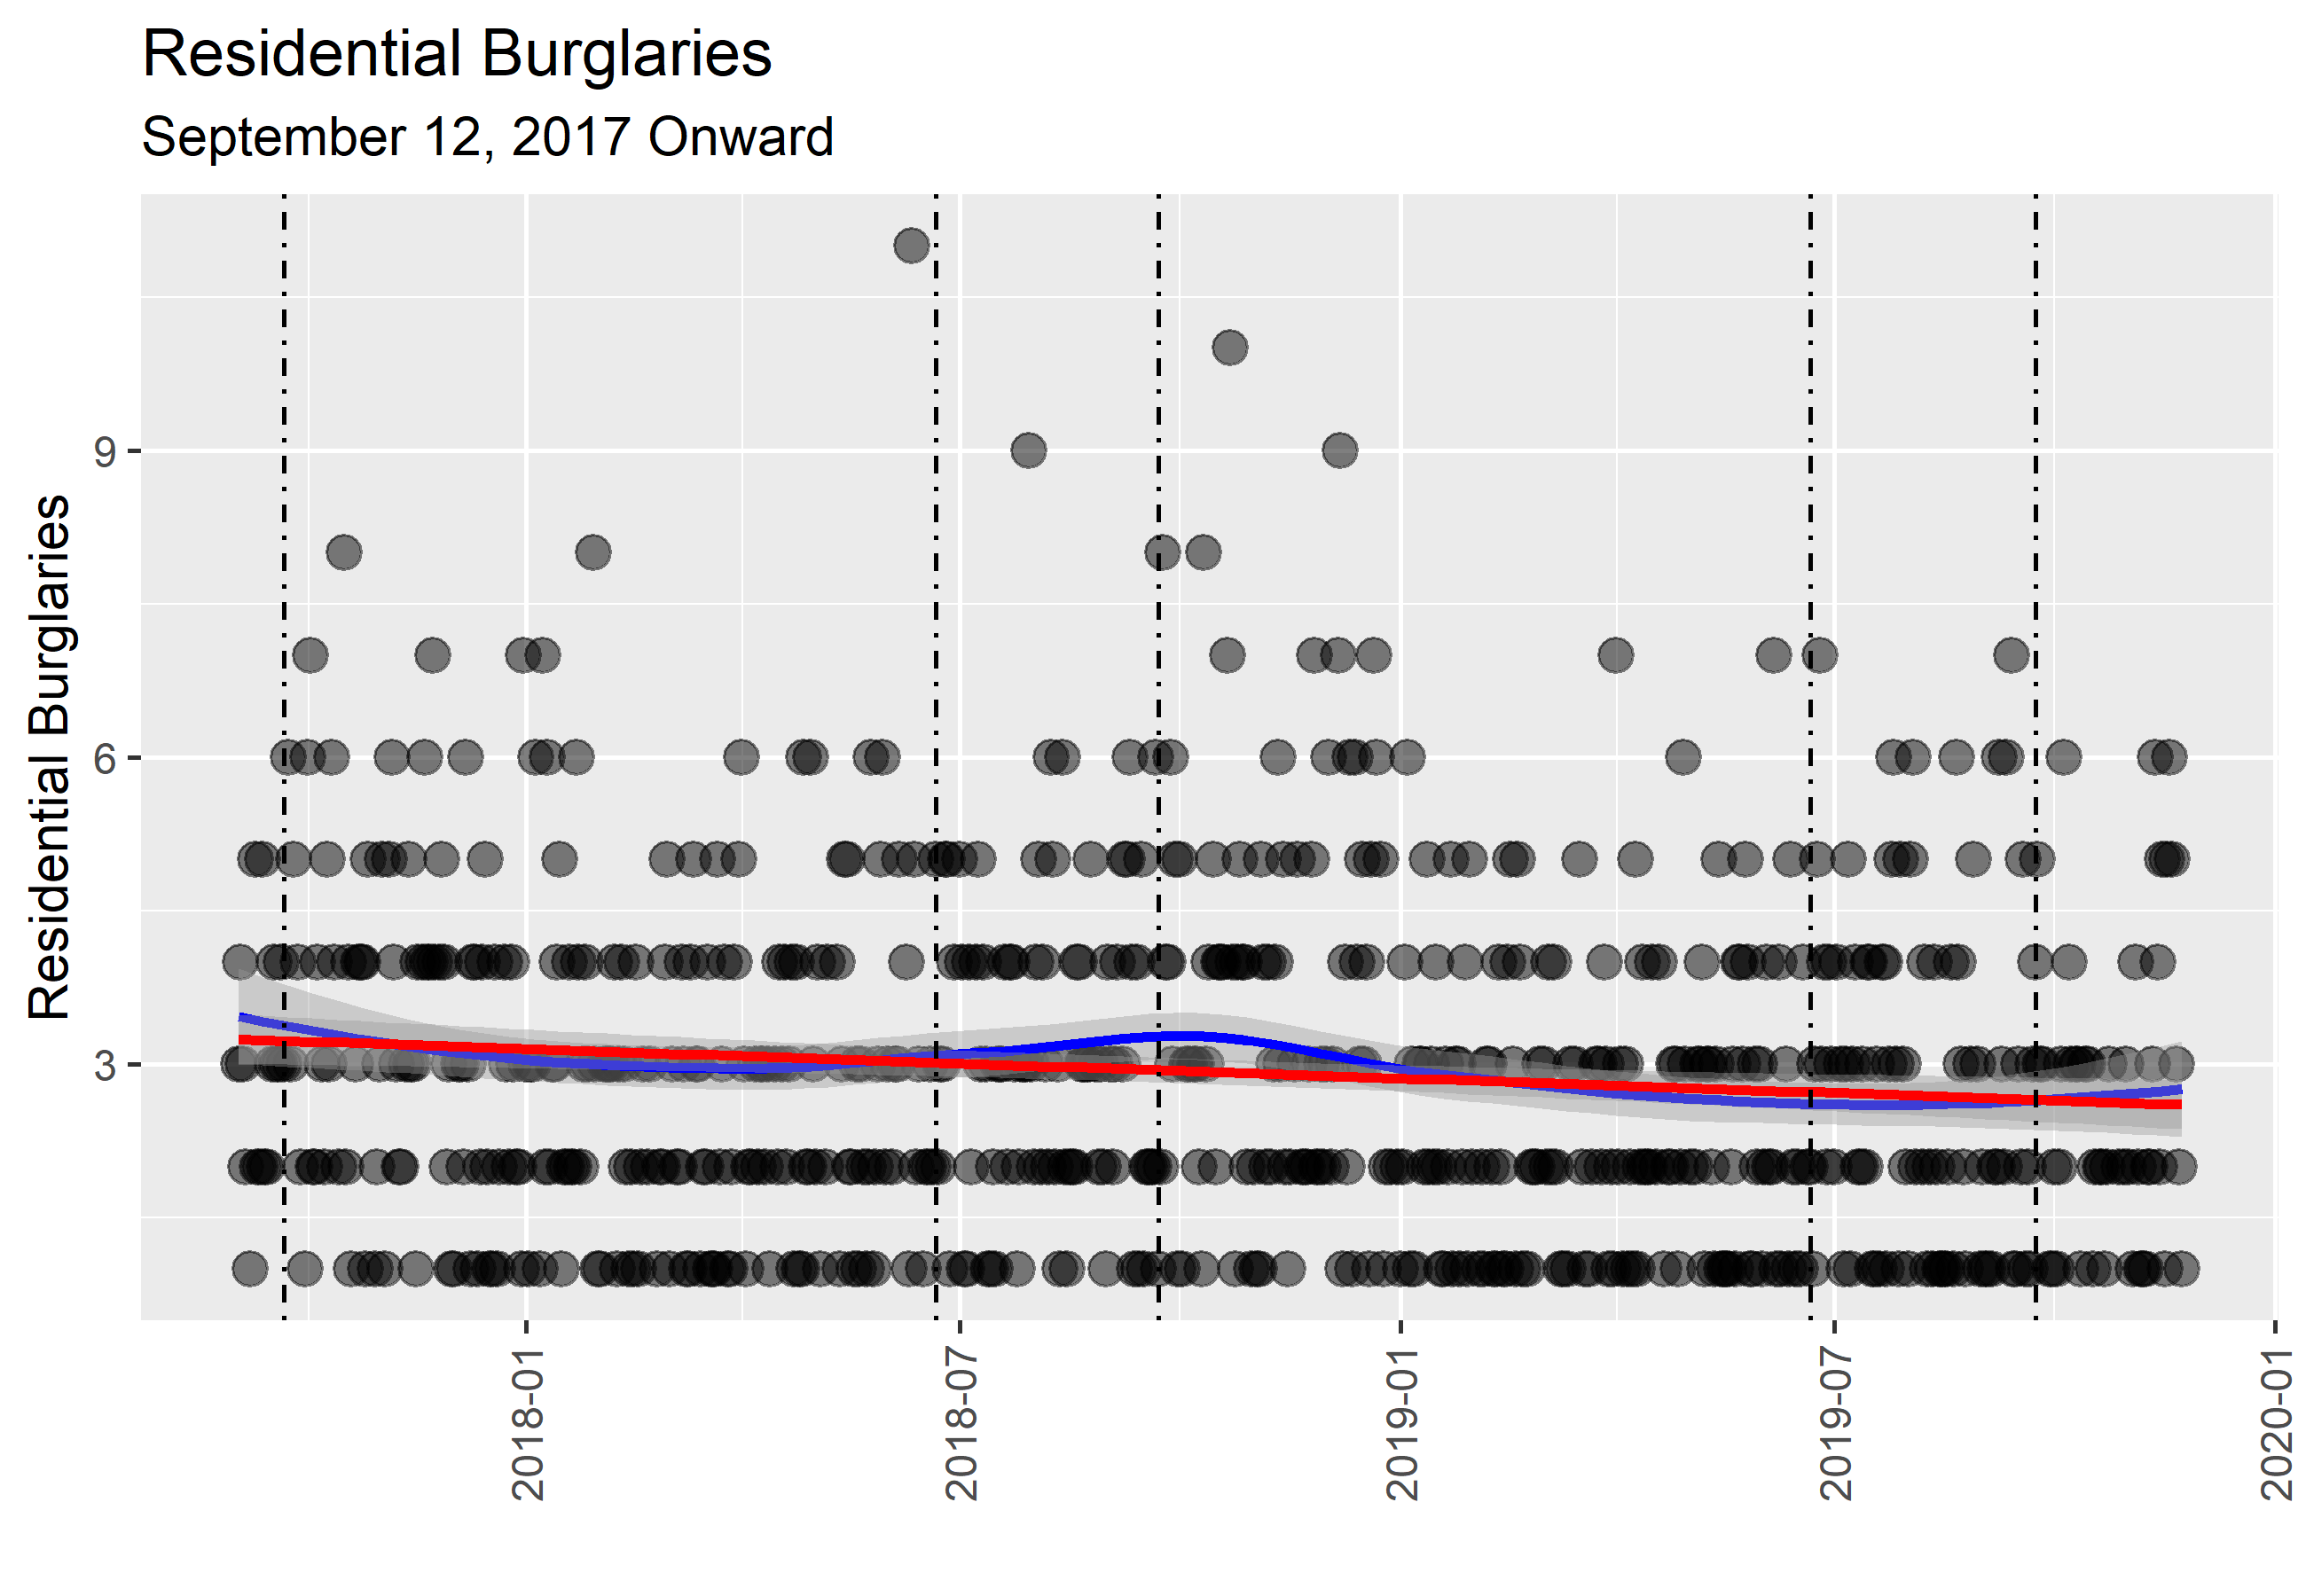 Residential Burglaries
September 12, 2017 Onward
Residential Burglaries
9
6
3
2018-01
2018-07
2019-01
2019-07
2020-01